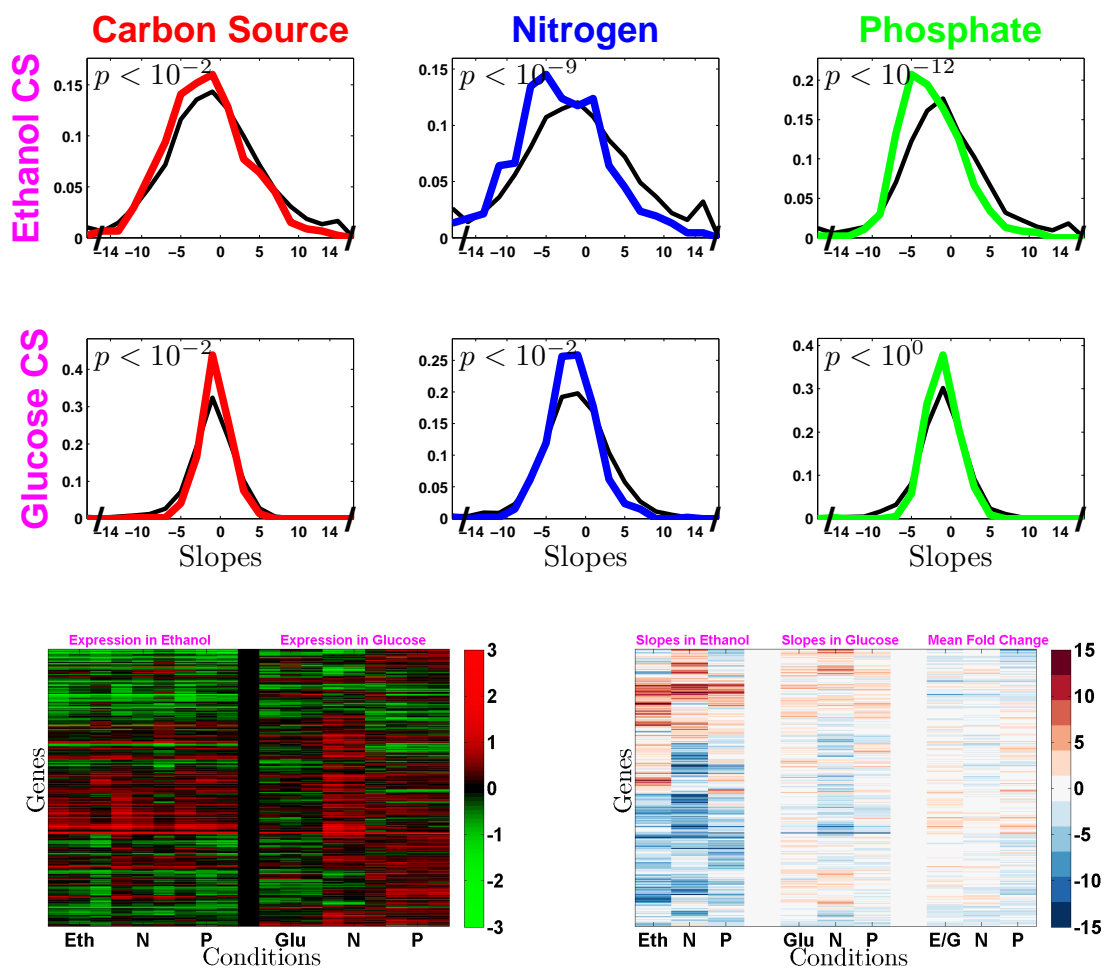 Carbon Source Nitrogen Phosphate
Ethanol CS
p < 10^-2
0.15
0.1
0.05
0
−14 −10 −5 0 5 10 14
p < 10^-9
0.15
0.1
0.05
0
−14 −10 −5 0 5 10 14
p < 10^-12
0.2
0.15
0.1
0.05
0
−14 −10 −5 0 5 10 14
Glucose CS
p < 10^-2
0.4
0.3
0.2
0.1
0
−14 −10 −5 0 5 10 14
Slopes
p < 10^-2
0.25
0.2
0.15
0.1
0.05
0
−14 −10 −5 0 5 10 14
Slopes
p < 10^0
0.4
0.3
0.2
0.1
0
−14 −10 −5 0 5 10 14
Slopes
Expression in Ethanol Expression in Glucose
Genes
3
2
1
0
-1
-2
-3
Eth N P Glu N P
Conditions
Slopes in Ethanol Slopes in Glucose Mean Fold Change
Genes
15
10
5
0
-5
-10
-15
Eth N P Glu N P E/G N P
Conditions